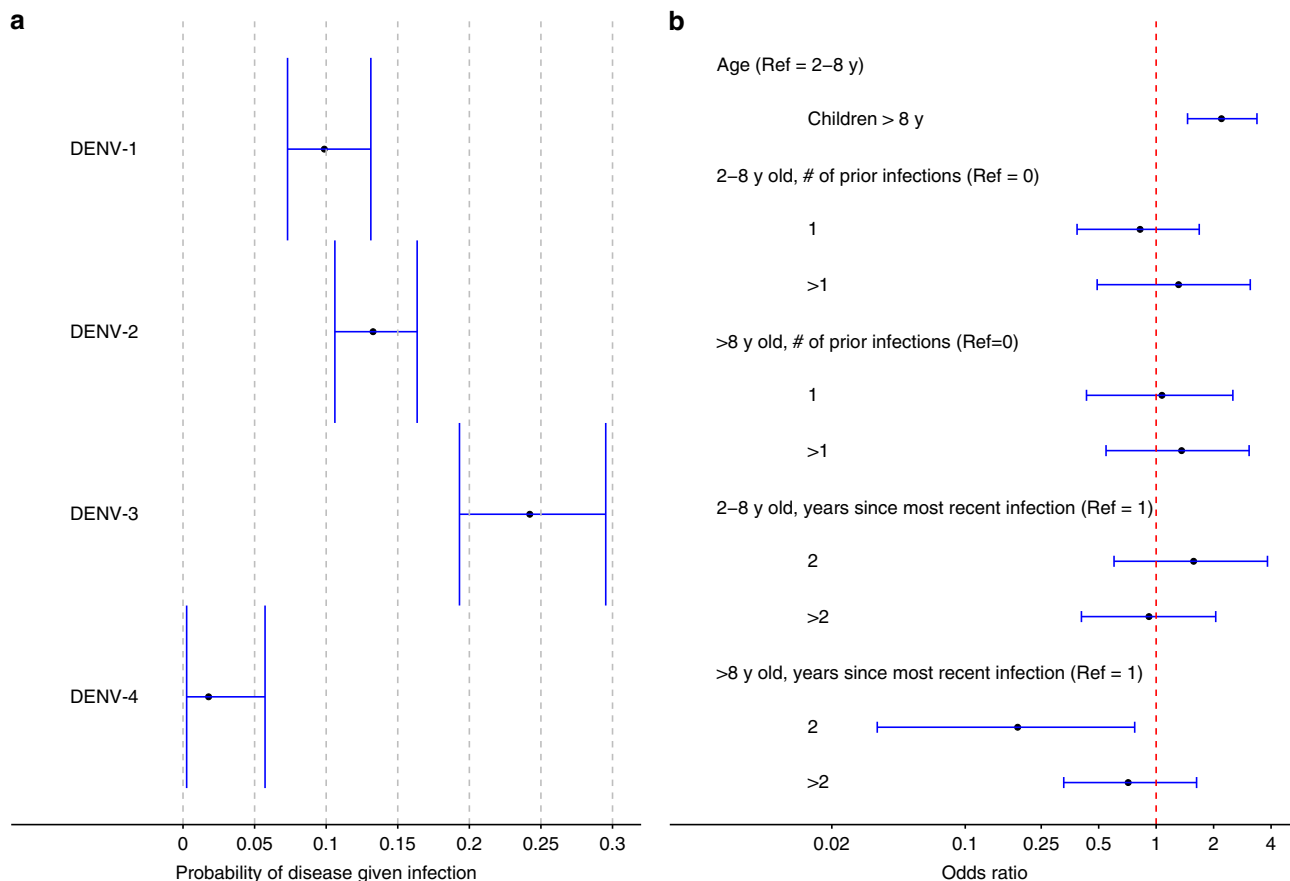 a
DENV-1
DENV-2
DENV-3
DENV-4
0 0.05 0.1 0.15 0.2 0.25 0.3
Probability of disease given infection
b
Age (Ref = 2–8 y)
Children > 8 y
2–8 y old, # of prior infections (Ref = 0)
1
>1
>8 y old, # of prior infections (Ref=0)
1
>1
2–8 y old, years since most recent infection (Ref = 1)
2
>2
>8 y old, years since most recent infection (Ref = 1)
2
>2
0.02 0.1 0.25 0.5 1 2 4
Odds ratio